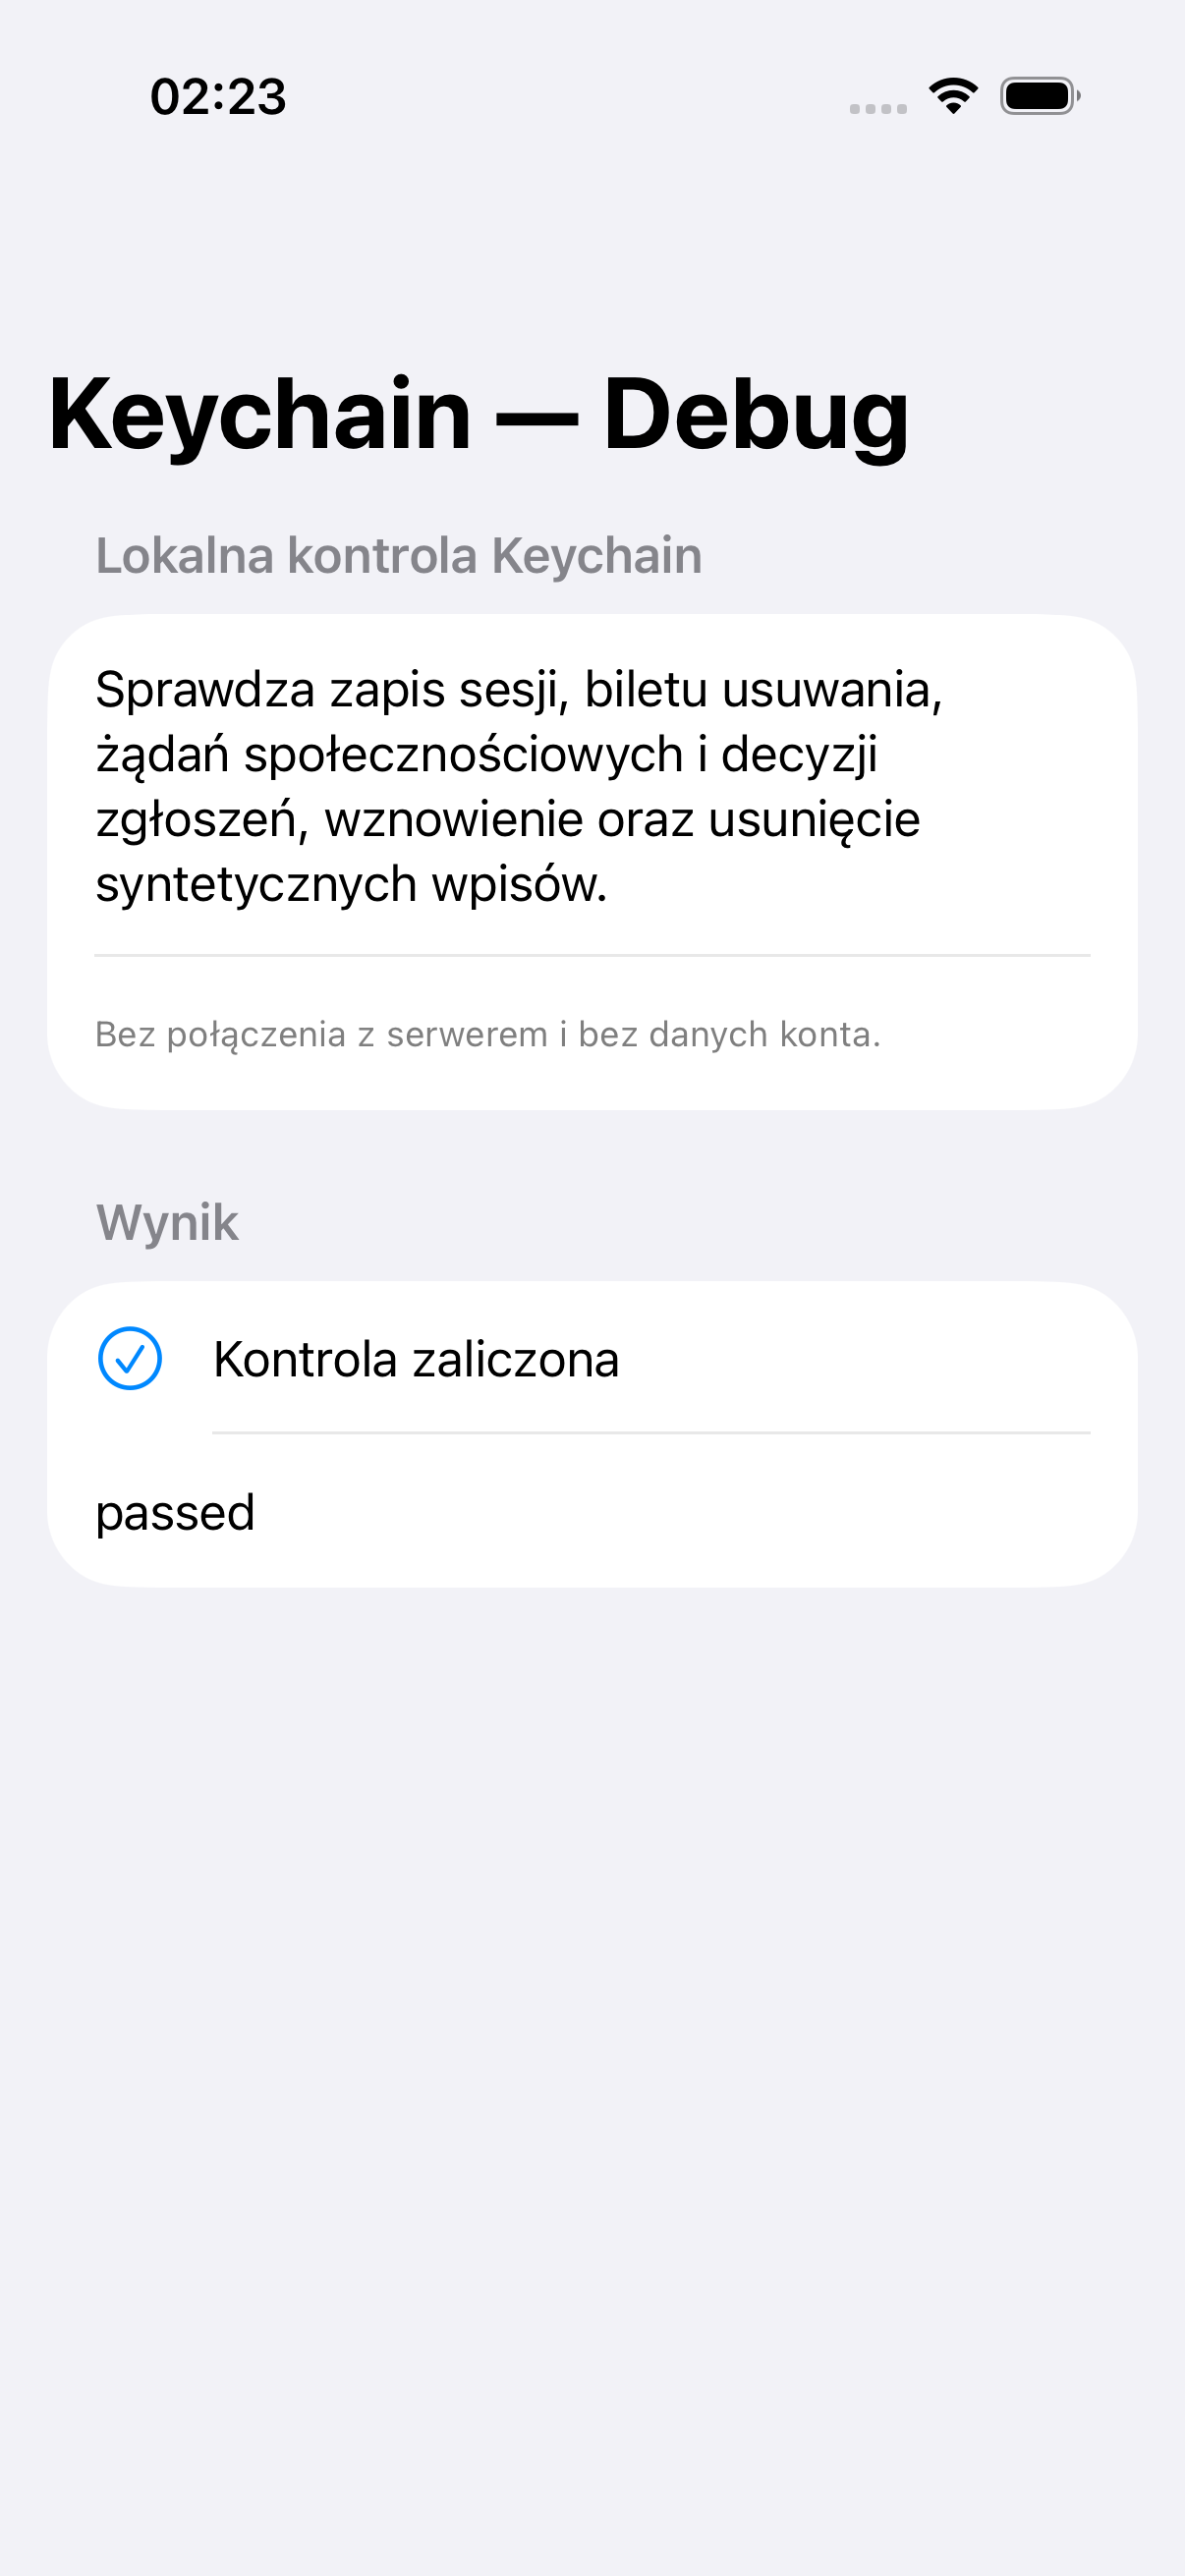 02:23
Keychain — Debug
Lokalna kontrola Keychain
Sprawdza zapis sesji, biletu usuwania,
żądań społecznościowych i decyzji
zgłoszeń, wznowienie oraz usunięcie
syntetycznych wpisów.
Bez połączenia z serwerem i bez danych konta.
Wynik
Kontrola zaliczona
passed